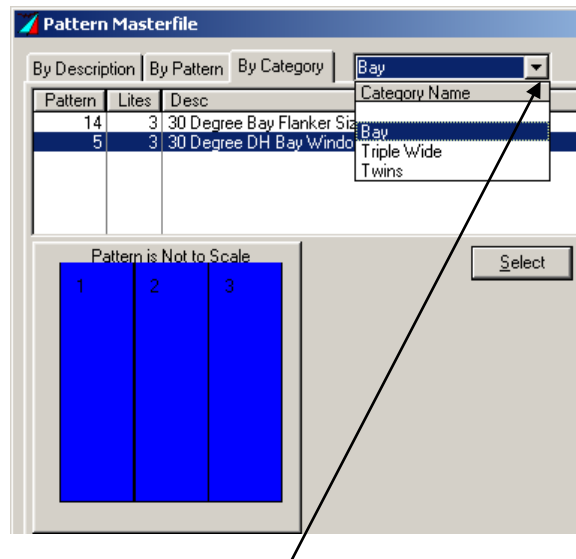 Pattern Masterfile
By Description By Pattern By Category Bay
Category Name
Pattern Lites Desc
14 3 30 Degree Bay Flanker Siz
5 3 30 Degree DH Bay Windo
Bay
Triple Wide
Twins
Pattern is Not to Scale
1 2 3
Select